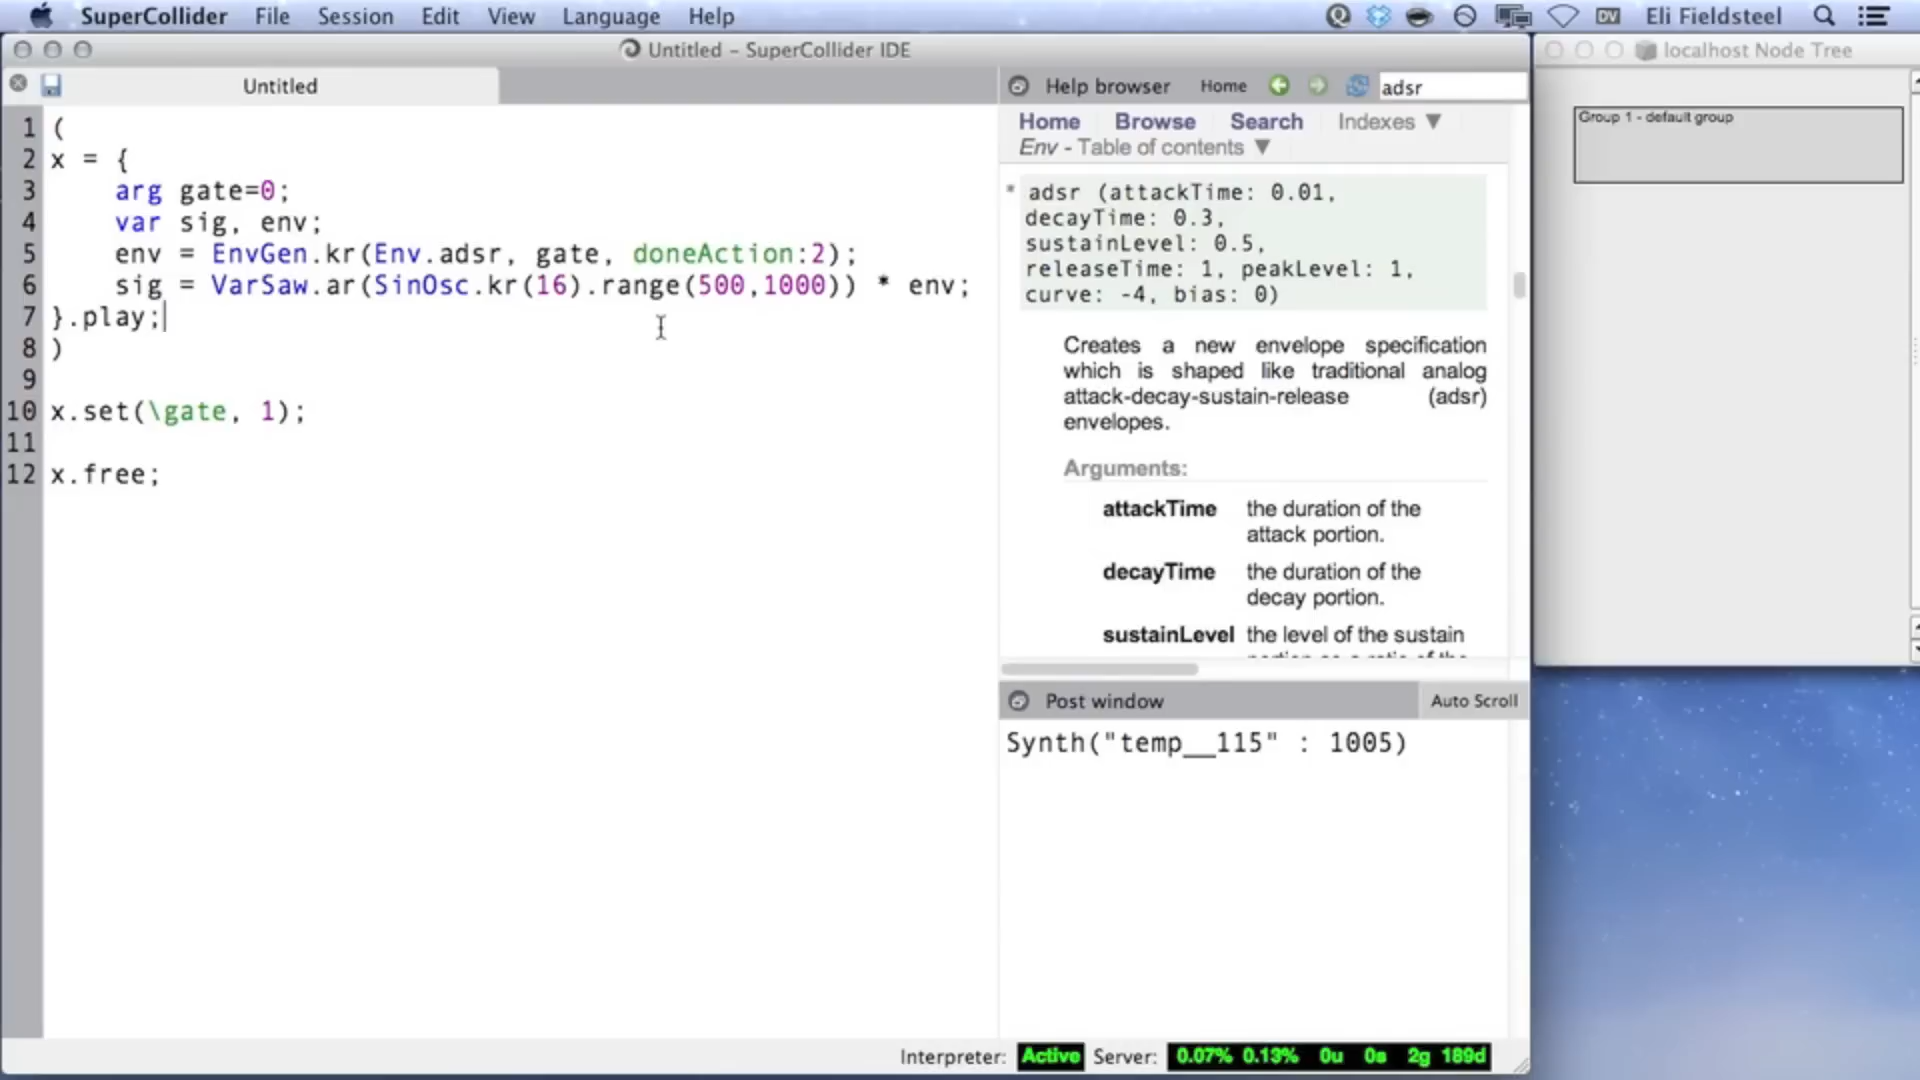 SuperCollider File Session Edit View Language Help DV Eli Fieldsteel
Untitled – SuperCollider IDE
localhost Node Tree
Untitled
Help browser Home adsr
Home Browse Search Indexes ▼
Env - Table of contents ▼
1 (
2 x = {
3 arg gate=0;
4 var sig, env;
5 env = EnvGen.kr(Env.adsr, gate, doneAction:2);
6 sig = VarSaw.ar(SinOsc.kr(16).range(500,1000)) * env;
7 }.play;
8 )
9
10 x.set(\gate, 1);
11
12 x.free;
* adsr (attackTime: 0.01,
decayTime: 0.3,
sustainLevel: 0.5,
releaseTime: 1, peakLevel: 1,
curve: -4, bias: 0)
Creates a new envelope specification
which is shaped like traditional analog
attack-decay-sustain-release (adsr)
envelopes.
Arguments:
attackTime the duration of the
attack portion.
decayTime the duration of the
decay portion.
sustainLevel the level of the sustain
Group 1 - default group
Post window Auto Scroll
Synth("temp__115" : 1005)
Interpreter: Active Server: 0.07% 0.13% 0u 0s 2g 189d